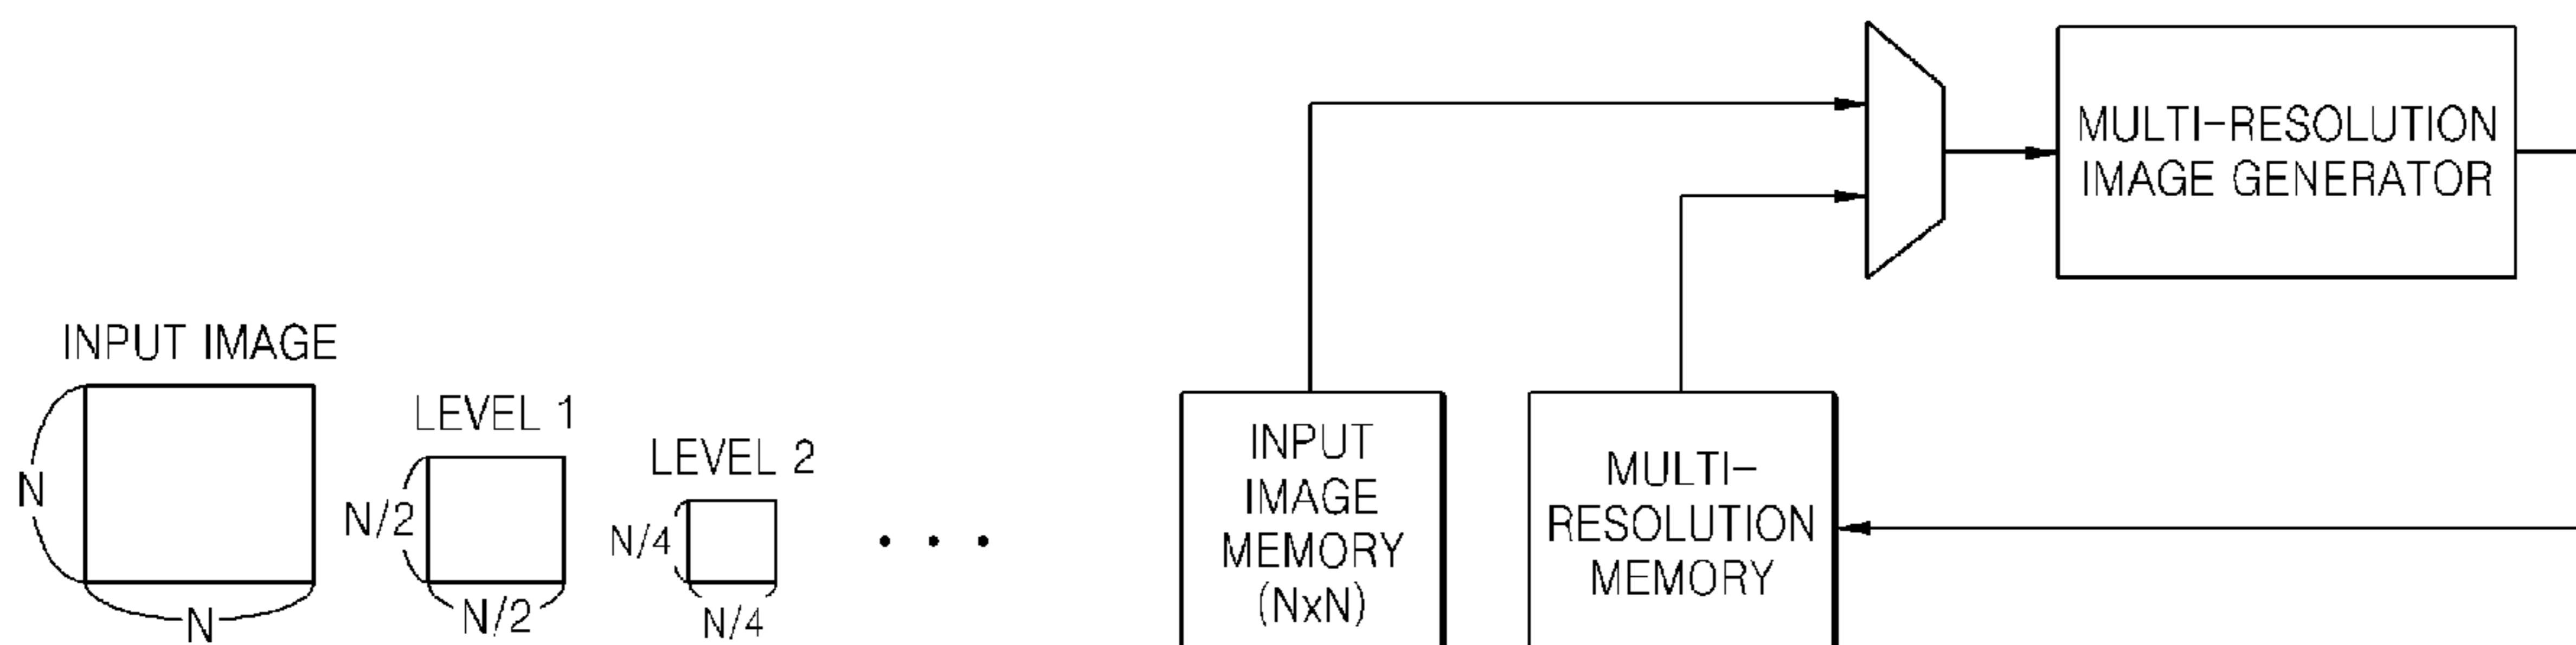 INPUT IMAGE
N
N
LEVEL 1
N/2
N/2
LEVEL 2
N/4
N/4
INPUT
IMAGE
MEMORY
(NxN)
MULTI-
RESOLUTION
MEMORY
MULTI-RESOLUTION
IMAGE GENERATOR